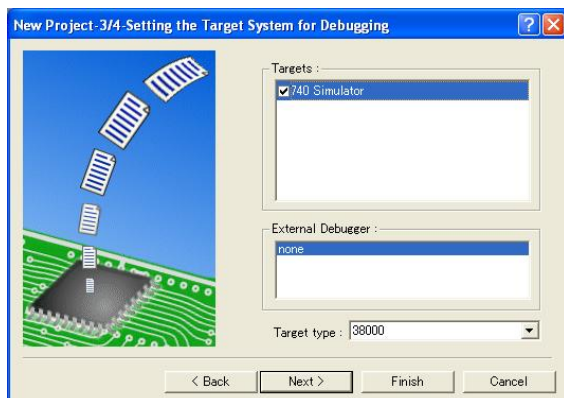 New Project-3/4-Setting the Target System for Debugging
Targets :
740 Simulator
External Debugger :
none
Target type : 38000
< Back Next > Finish Cancel